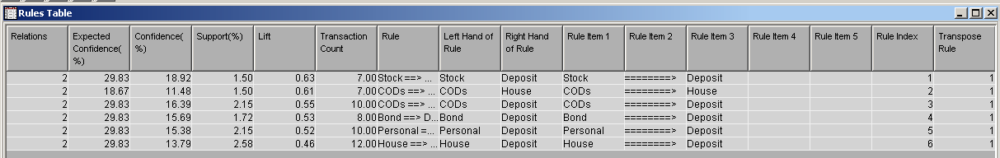 Rules Table
Relations Expected Confidence(%) Confidence(%) Support(%) Lift Transaction Count Rule Left Hand of Rule Right Hand of Rule Rule Item 1 Rule Item 2 Rule Item 3 Rule Item 4 Rule Item 5 Rule Index Transpose Rule
2 29.83 18.92 1.50 0.63 7.00 Stock ==> ... Stock Deposit Stock ========> Deposit 1 1
2 18.67 11.48 1.50 0.61 7.00 CODs ==> ... CODs House CODs ========> House 2 1
2 29.83 16.39 2.15 0.55 10.00 CODs ==> ... CODs Deposit CODs ========> Deposit 3 1
2 29.83 15.69 1.72 0.53 8.00 Bond ==> D... Bond Deposit Bond ========> Deposit 4 1
2 29.83 15.38 2.15 0.52 10.00 Personal =... Personal Deposit Personal ========> Deposit 5 1
2 29.83 13.79 2.58 0.46 12.00 House ==> ... House Deposit House ========> Deposit 6 1